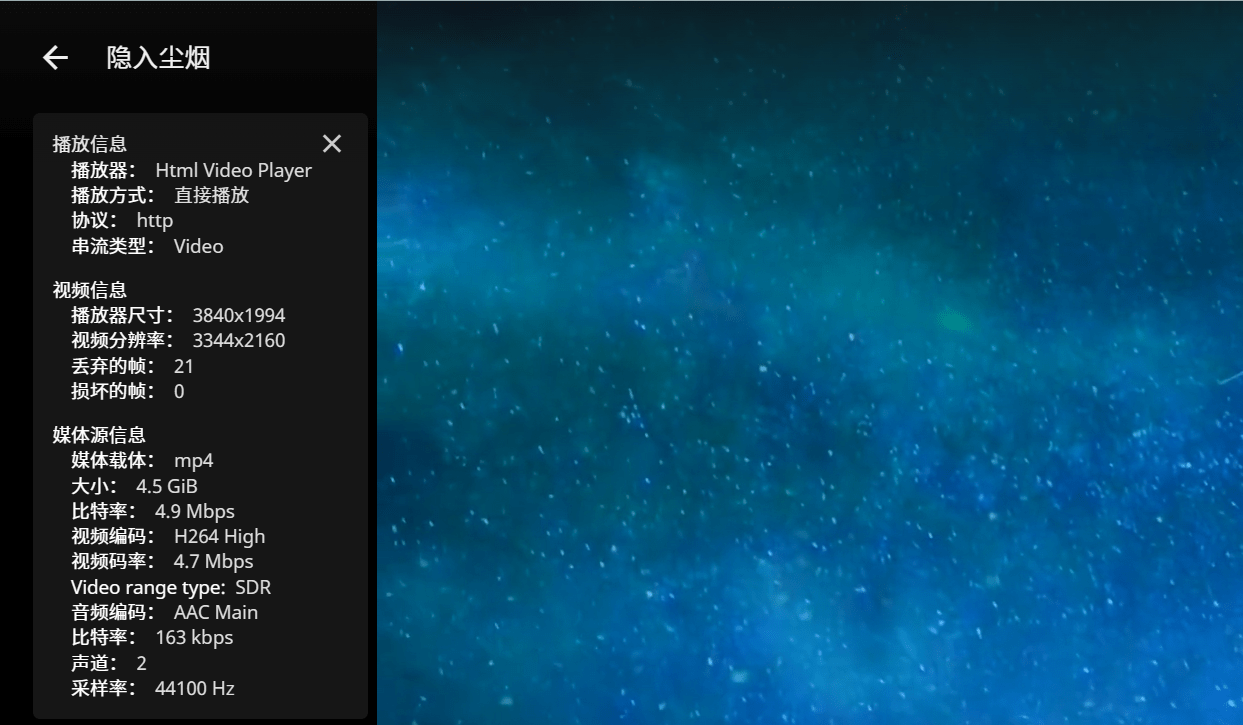 隐入尘烟
播放信息
播放器： Html Video Player
播放方式： 直接播放
协议： http
串流类型： Video
视频信息
播放器尺寸： 3840x1994
视频分辨率： 3344x2160
丢弃的帧： 21
损坏的帧： 0
媒体源信息
媒体载体： mp4
大小： 4.5 GiB
比特率： 4.9 Mbps
视频编码： H264 High
视频码率： 4.7 Mbps
Video range type: SDR
音频编码： AAC Main
比特率： 163 kbps
声道： 2
采样率： 44100 Hz